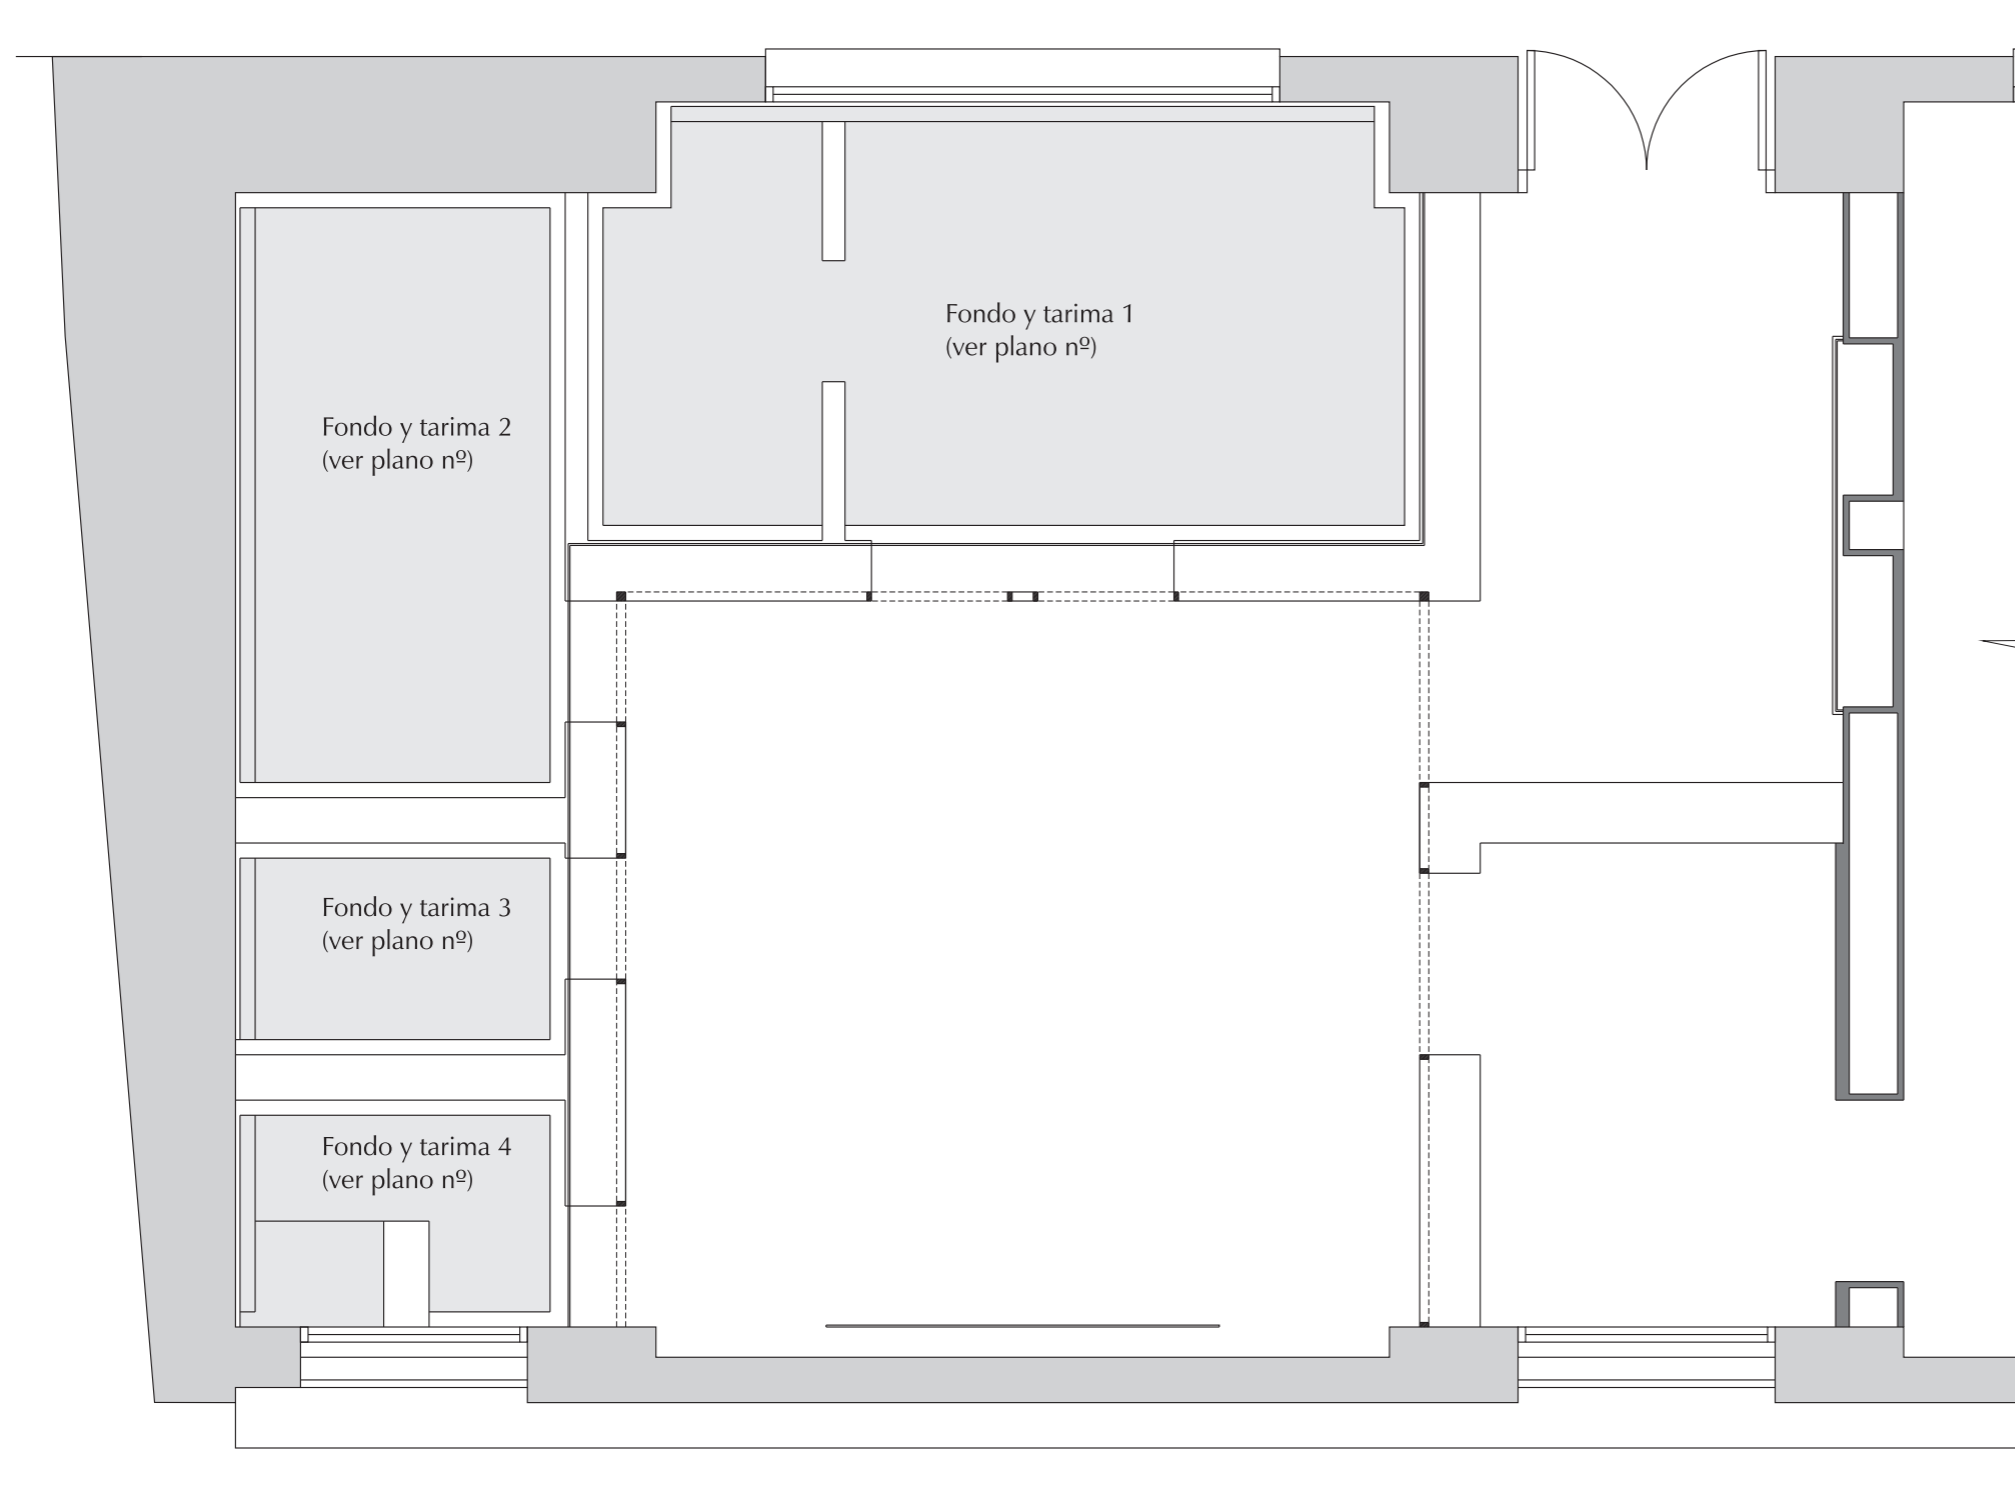 Fondo y tarima 1
(ver plano nº)
Fondo y tarima 2
(ver plano nº)
Fondo y tarima 3
(ver plano nº)
Fondo y tarima 4
(ver plano nº)